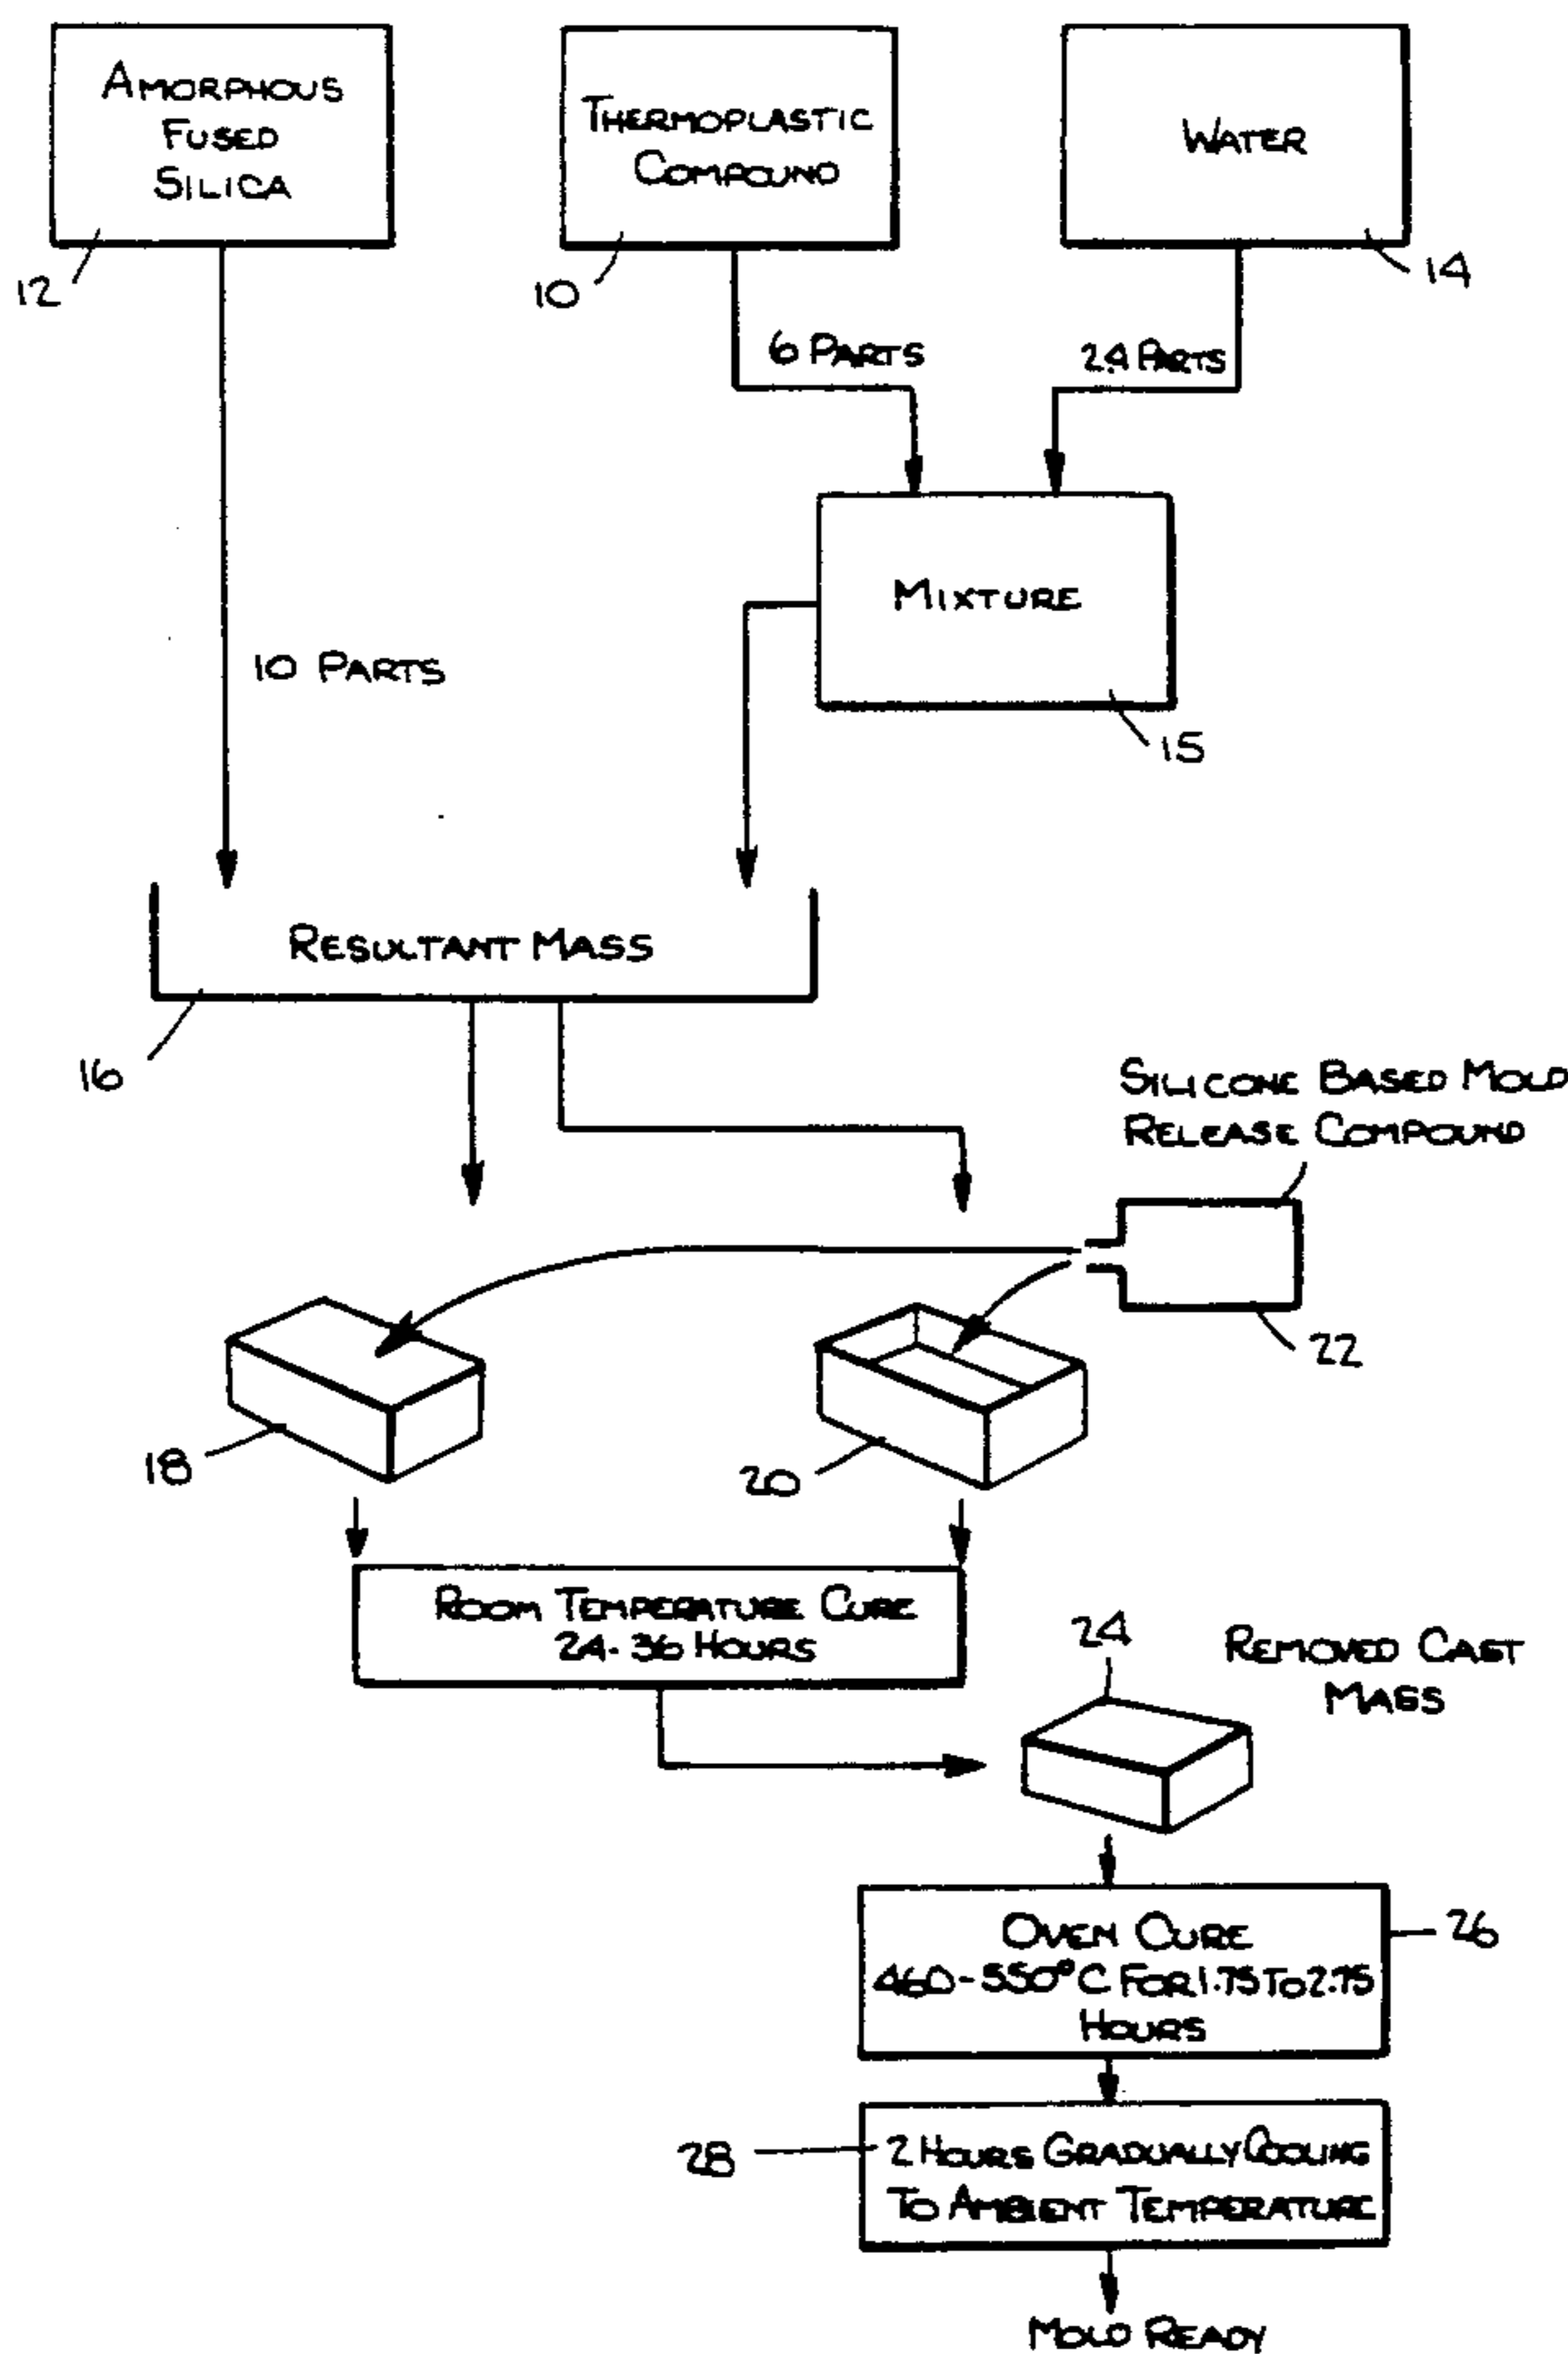 Amorphous
Fused
Silica
12
Thermoplastic
Compound
10
Water
14
6 Parts
2.4 Parts
Mixture
15
10 Parts
Resultant Mass
16
Silicone Based Mold
Release Compound
22
18
20
Room Temperature Cure
24-36 Hours
24
Removed Cast
Mass
Oven Cure
460-550°C For 1.75 To 2.75
Hours
26
28
2 Hours Gradually Cooling
To Ambient Temperature
Mold Ready